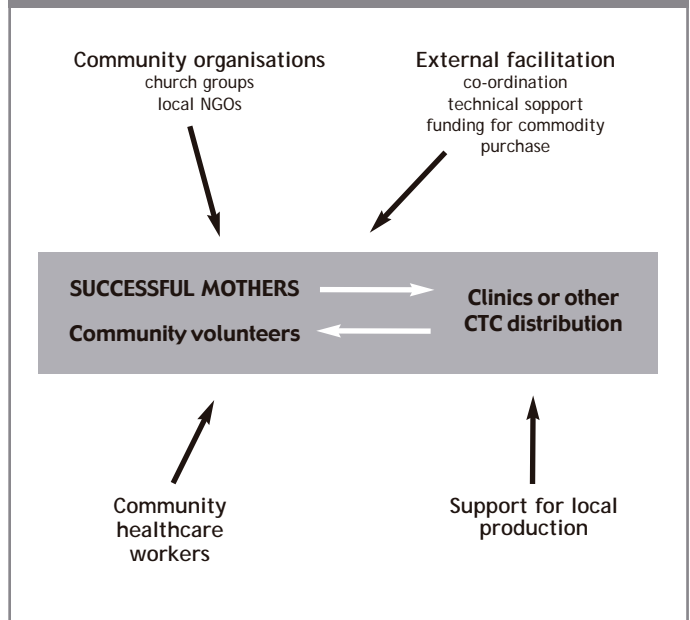 Community organisations
church groups
local NGOs
External facilitation
co-ordination
technical support
funding for commodity
purchase
SUCCESSFUL MOTHERS
Community volunteers
Clinics or other
CTC distribution
Community
healthcare
workers
Support for local
production